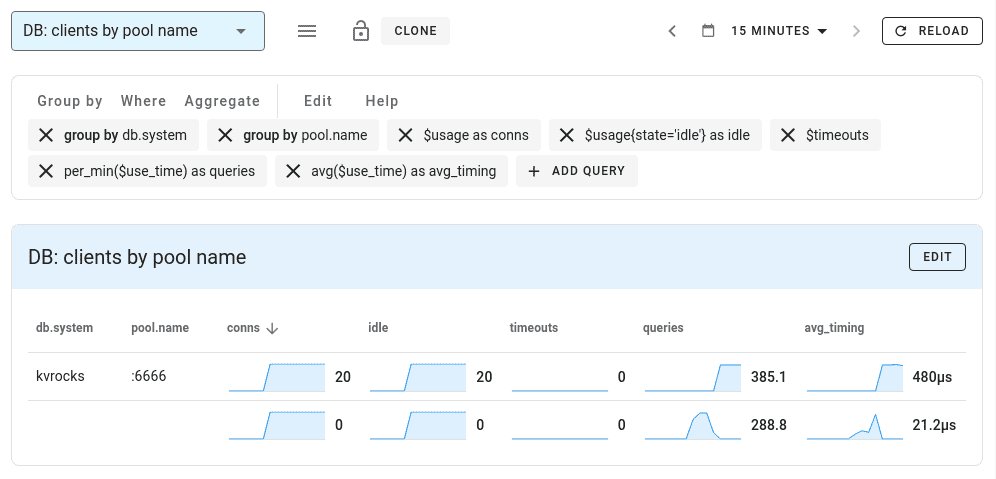 DB: clients by pool name
CLONE
15 MINUTES
RELOAD
Group by Where Aggregate Edit Help
group by db.system group by pool.name $usage as conns $usage{state='idle'} as idle $timeouts
per_min($use_time) as queries avg($use_time) as avg_timing + ADD QUERY
DB: clients by pool name EDIT
db.system pool.name conns idle timeouts queries avg_timing
kvrocks :6666 20 20 0 385.1 480µs
0 0 0 288.8 21.2µs